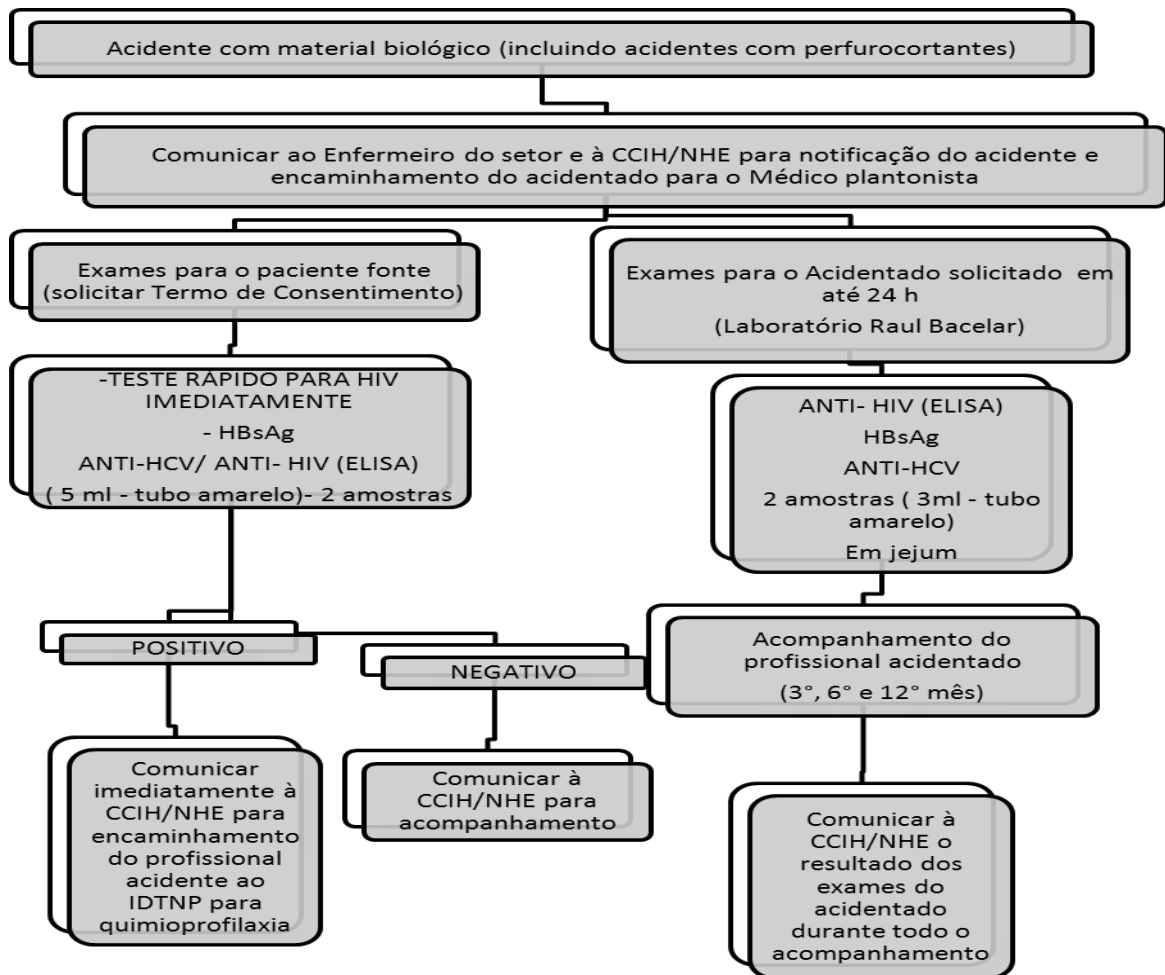 Acidente com material biológico (incluindo acidentes com perfurocortantes)
Comunicar ao Enfermeiro do setor e à CCIH/NHE para notificação do acidente e
encaminhamento do acidentado para o Médico plantonista
Exames para o paciente fonte
(solicitar Termo de Consentimento)
Exames para o Acidentado solicitado em
até 24 h
(Laboratório Raul Bacelar)
-TESTE RÁPIDO PARA HIV
IMEDIATAMENTE
- HBsAg
ANTI-HCV/ ANTI- HIV (ELISA)
( 5 ml - tubo amarelo)- 2 amostras
ANTI- HIV (ELISA)
HBsAg
ANTI-HCV
2 amostras ( 3ml - tubo
amarelo)
Em jejum
POSITIVO
NEGATIVO
Acompanhamento do
profissional acidentado
(3°, 6° e 12° mês)
Comunicar
imediatamente à
CCIH/NHE para
encaminhamento
do profissional
acidente ao
IDTNP para
quimioprofilaxia
Comunicar à
CCIH/NHE para
acompanhamento
Comunicar à
CCIH/NHE o
resultado dos
exames do
acidentado
durante todo o
acompanhamento